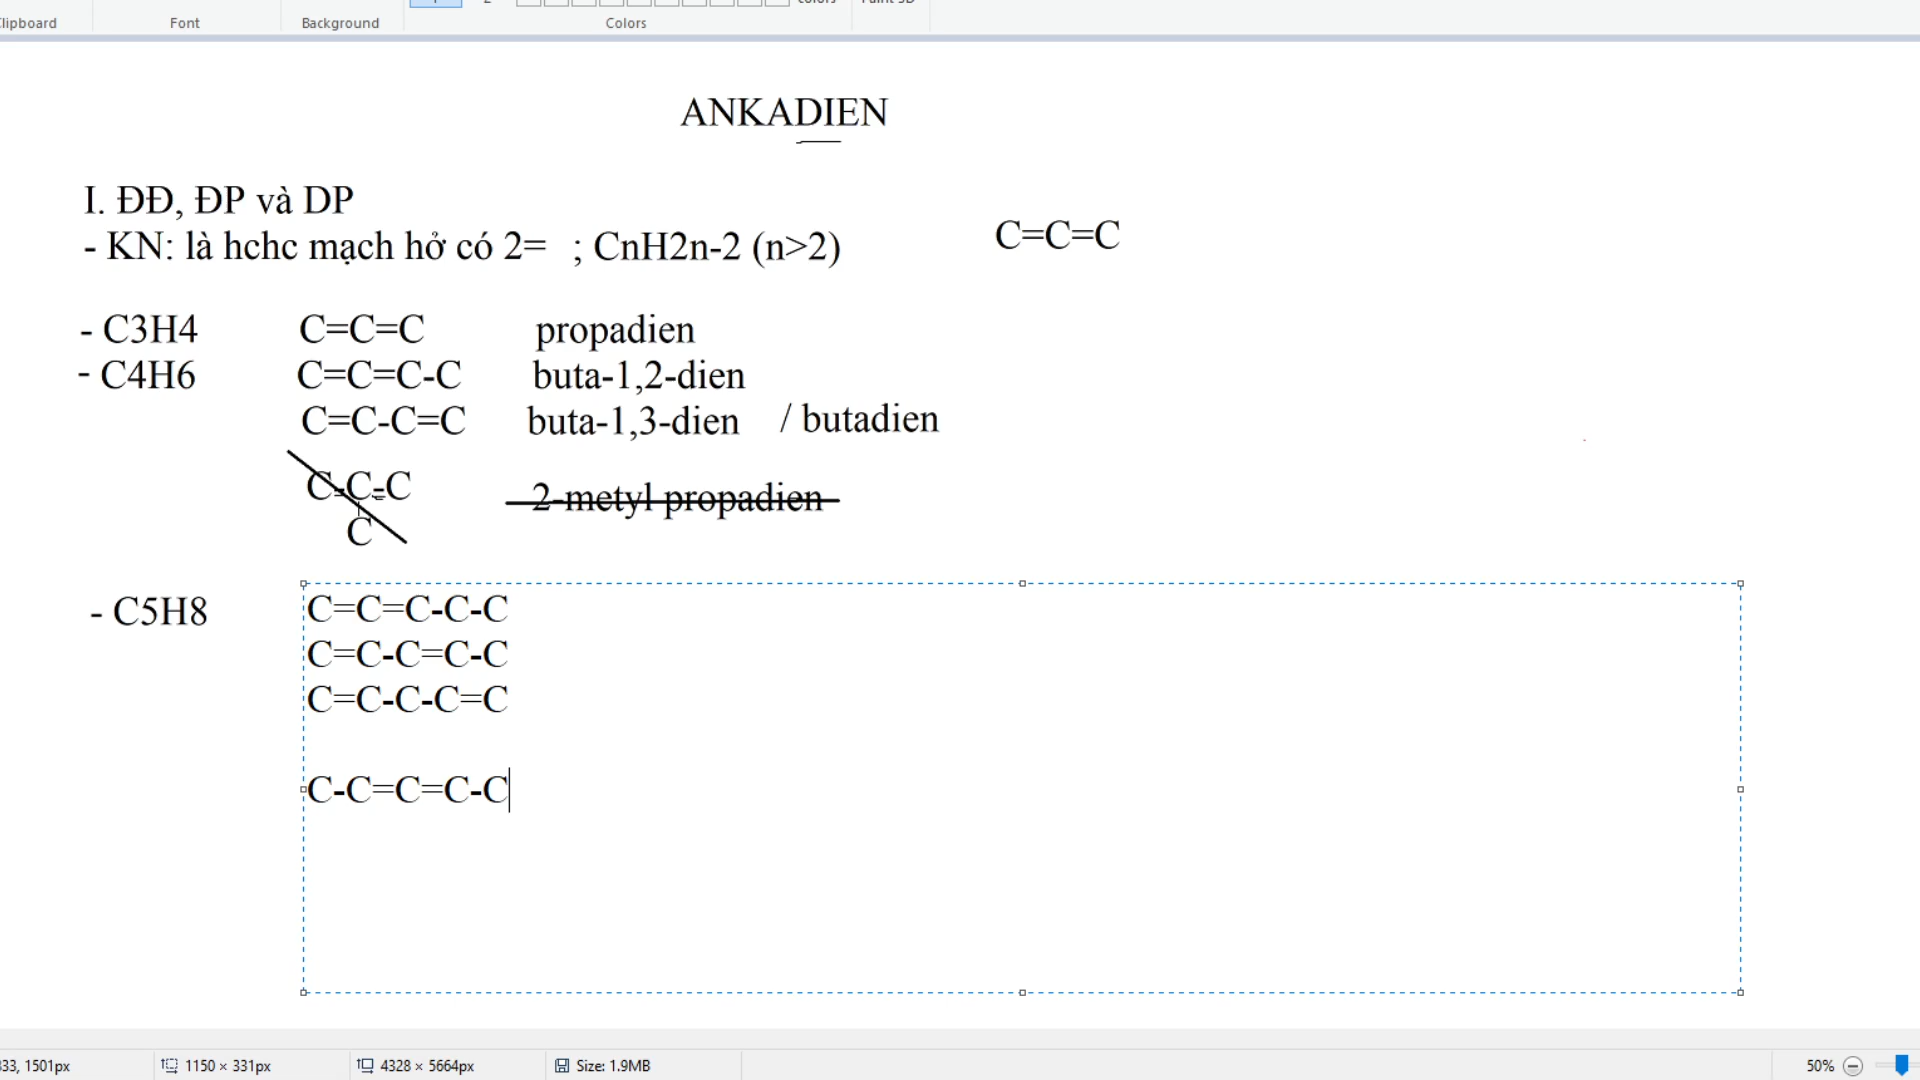 Font
Background
Colors
ANKADIEN
I. ĐĐ, ĐP và DP
- KN: là hchc mạch hở có 2= ; CnH2n-2 (n>2)
C=C=C
- C3H4 C=C=C propadien
- C4H6 C=C=C-C buta-1,2-dien
C=C-C=C buta-1,3-dien / butadien
C=C=C 2-metyl propadien
C
- C5H8 C=C=C-C-C
C=C-C=C-C
C=C-C-C=C
C-C=C=C-C
1501px 1150 × 331px 4328 × 5664px Size: 1.9MB 50%